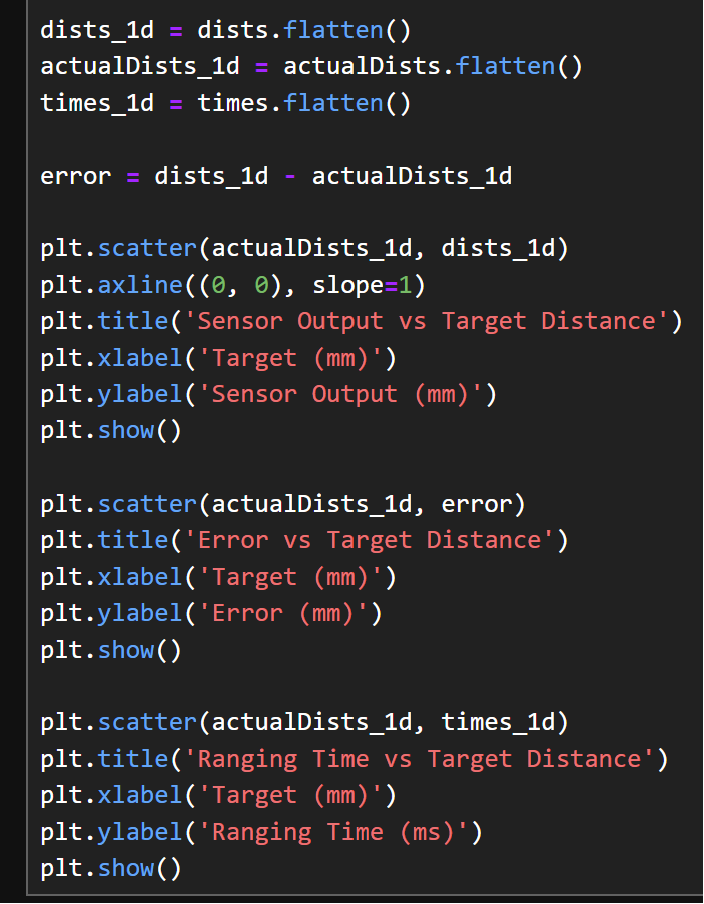 dists_1d = dists.flatten()
actualDists_1d = actualDists.flatten()
times_1d = times.flatten()

error = dists_1d - actualDists_1d

plt.scatter(actualDists_1d, dists_1d)
plt.axline((0, 0), slope=1)
plt.title('Sensor Output vs Target Distance')
plt.xlabel('Target (mm)')
plt.ylabel('Sensor Output (mm)')
plt.show()

plt.scatter(actualDists_1d, error)
plt.title('Error vs Target Distance')
plt.xlabel('Target (mm)')
plt.ylabel('Error (mm)')
plt.show()

plt.scatter(actualDists_1d, times_1d)
plt.title('Ranging Time vs Target Distance')
plt.xlabel('Target (mm)')
plt.ylabel('Ranging Time (ms)')
plt.show()